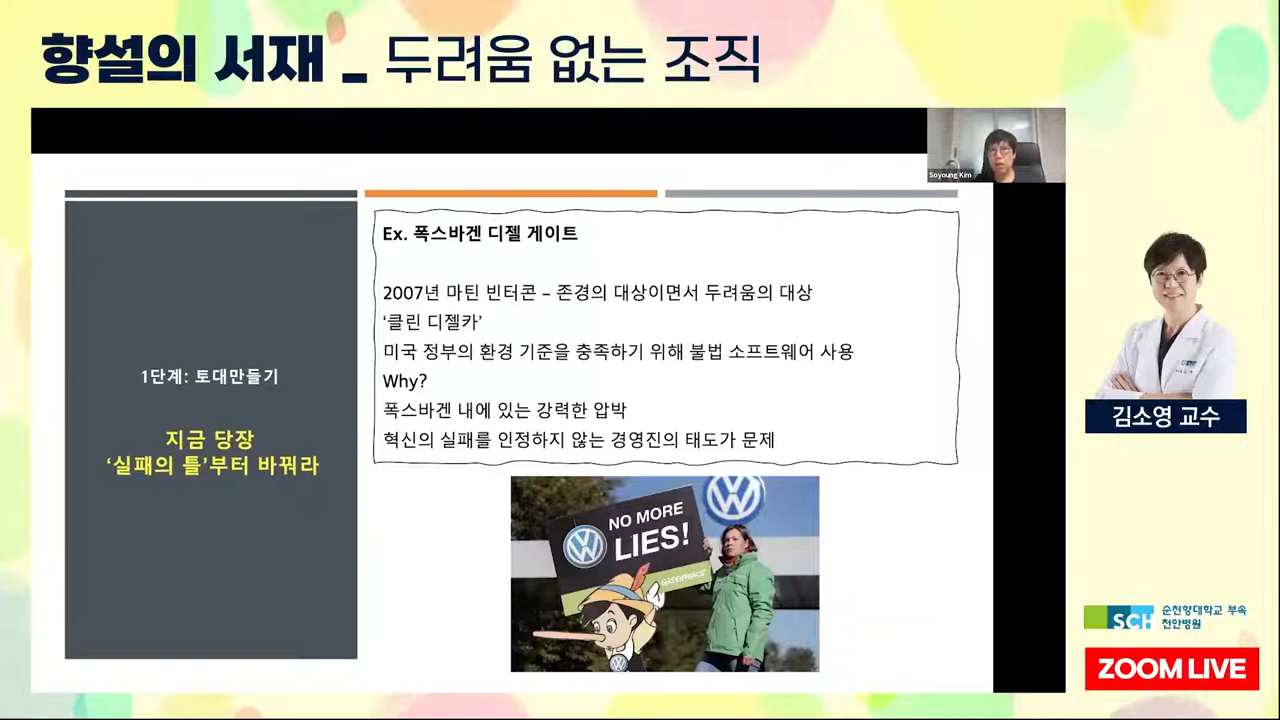 향설의 서재 _ 두려움 없는 조직
Soyoung Kim
1단계: 토대만들기
지금 당장
‘실패의 틀’부터 바꿔라
Ex. 폭스바겐 디젤 게이트
2007년 마틴 빈터콘 – 존경의 대상이면서 두려움의 대상
‘클린 디젤카’
미국 정부의 환경 기준을 충족하기 위해 불법 소프트웨어 사용
Why?
폭스바겐 내에 있는 강력한 압박
혁신의 실패를 인정하지 않는 경영진의 태도가 문제
NO MORE
LIES!
GREENPEACE
김소영 교수
SCH
순천향대학교 부속
천안병원
ZOOM LIVE